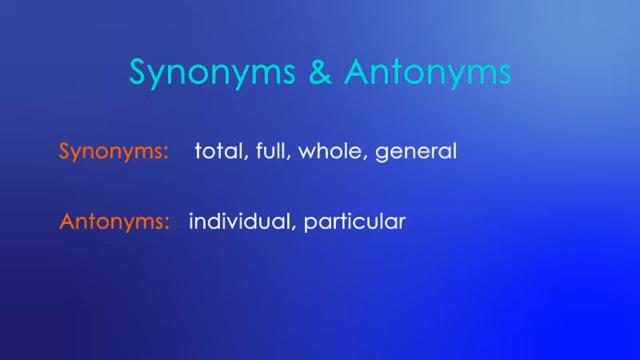 Synonyms & Antonyms
Synonyms: total, full, whole, general
Antonyms: individual, particular